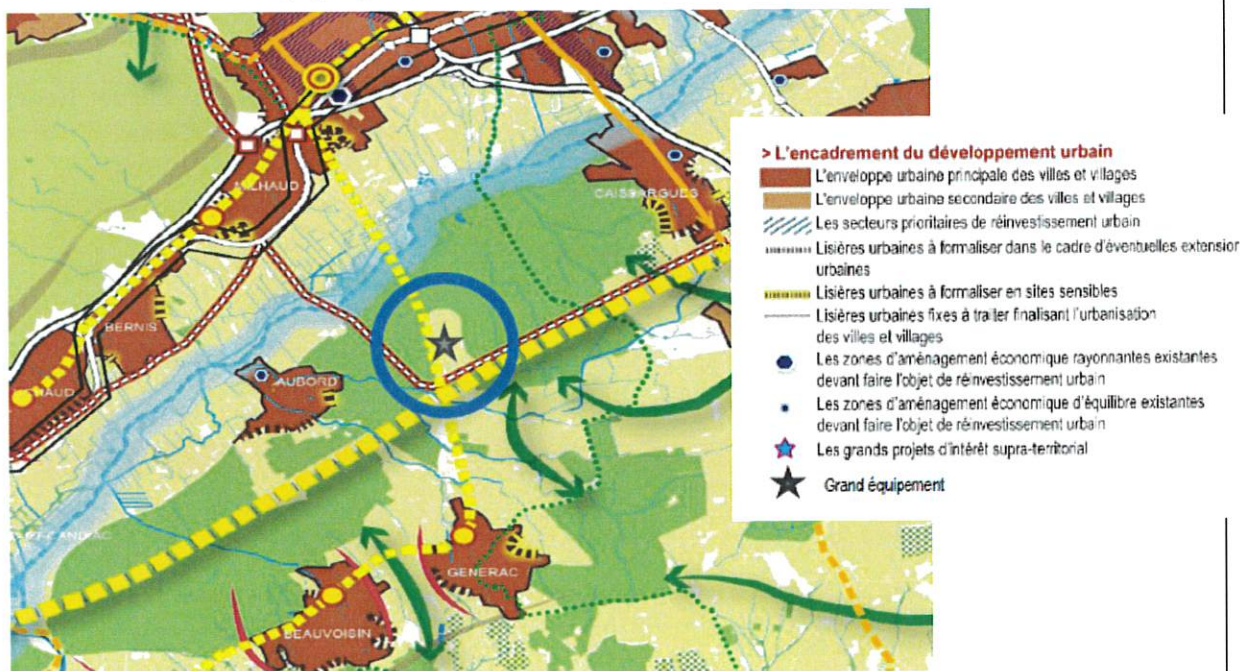 MILHAUD
CAISSARGUES
BERNIS
AUBORD
GENERAC
BEAUVOISIN
> L'encadrement du développement urbain
L'enveloppe urbaine principale des villes et villages
L'enveloppe urbaine secondaire des villes et villages
Les secteurs prioritaires de réinvestissement urbain
Lisières urbaines à formaliser dans le cadre d'éventuelles extension
urbaines
Lisières urbaines à formaliser en sites sensibles
Lisières urbaines fixes à traiter finalisant l'urbanisation
des villes et villages
Les zones d'aménagement économique rayonnantes existantes
devant faire l'objet de réinvestissement urbain
Les zones d'aménagement économique d'équilibre existantes
devant faire l'objet de réinvestissement urbain
Les grands projets d'intérêt supra-territorial
Grand équipement